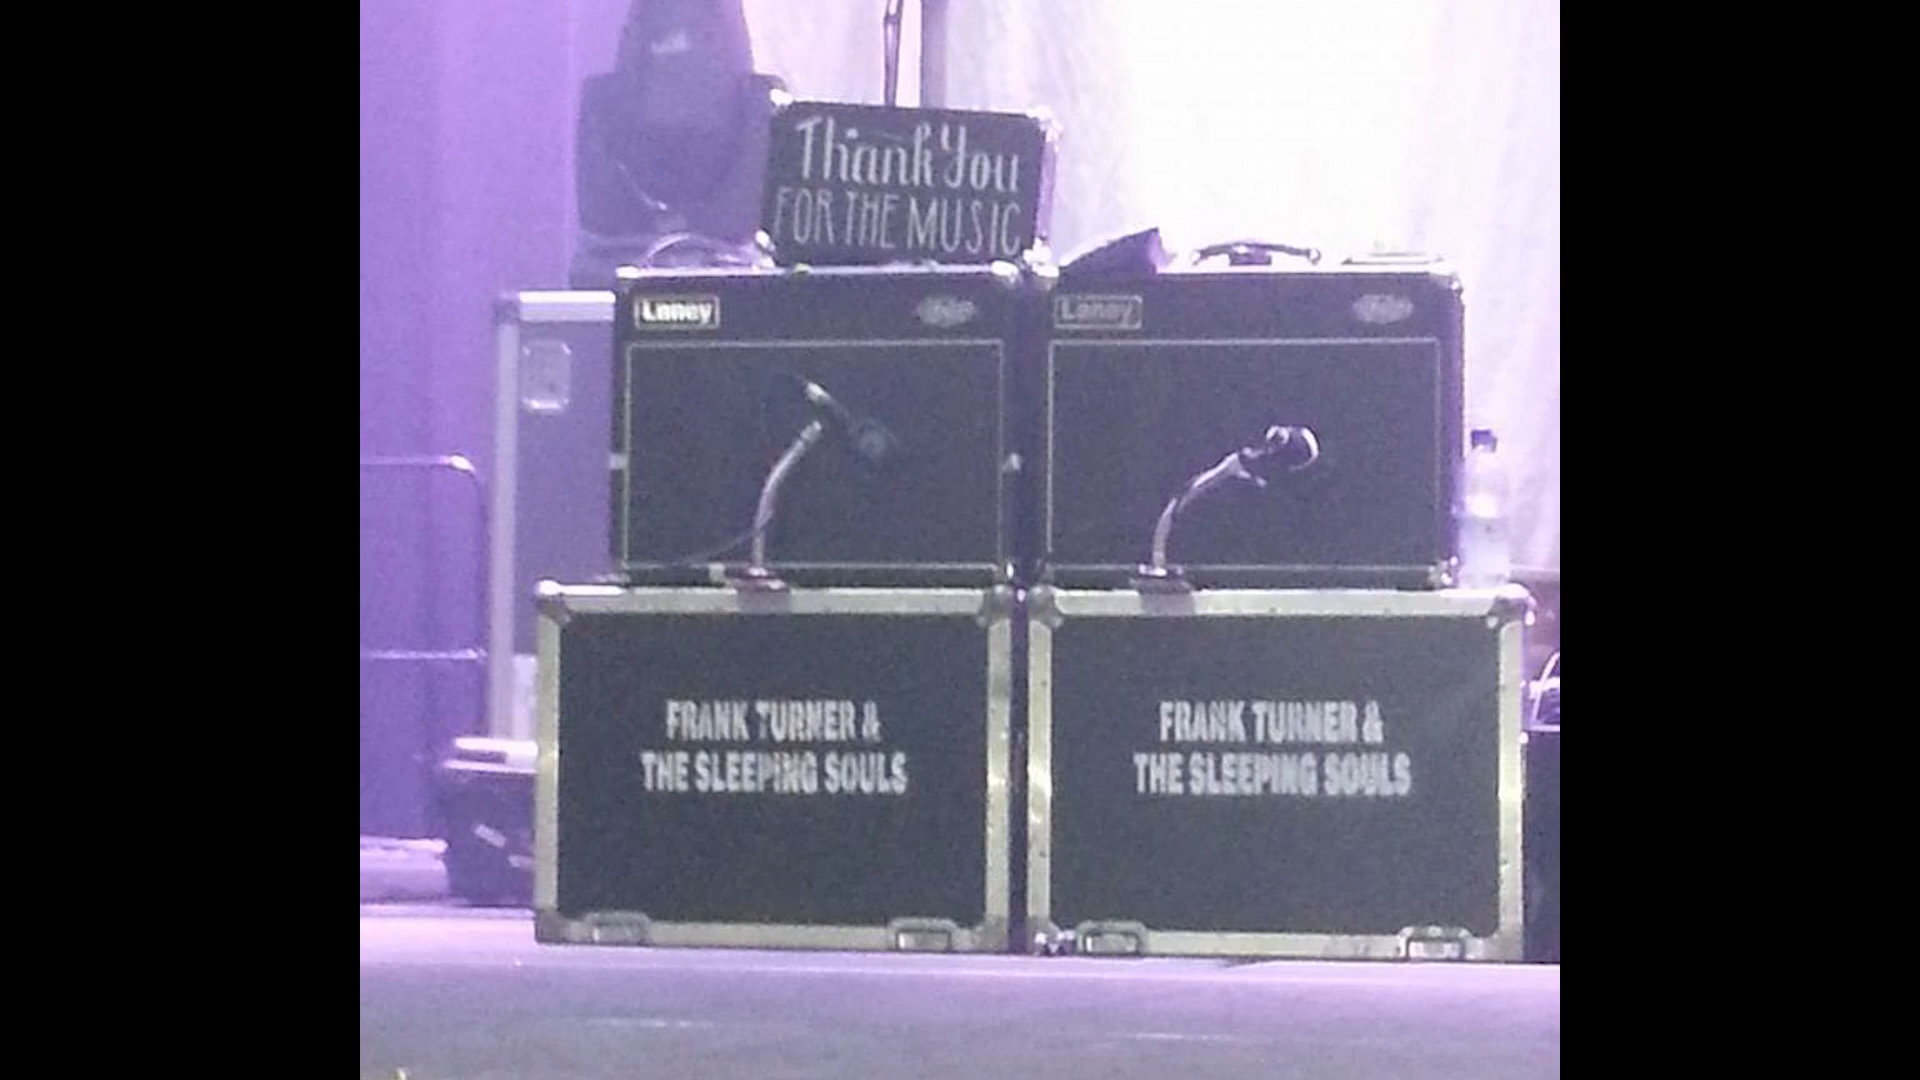 Thank You
FOR THE MUSIC
Laney
Laney
FRANK TURNER &
THE SLEEPING SOULS
FRANK TURNER &
THE SLEEPING SOULS